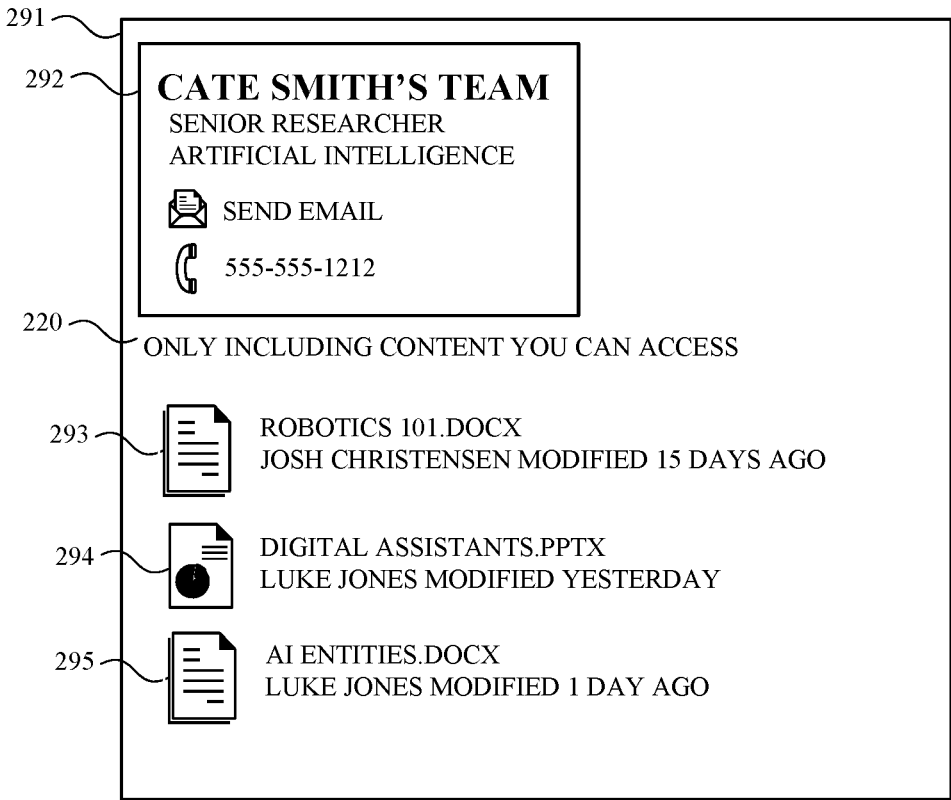 291
292
CATE SMITH'S TEAM
SENIOR RESEARCHER
ARTIFICIAL INTELLIGENCE
SEND EMAIL
555-555-1212
220
ONLY INCLUDING CONTENT YOU CAN ACCESS
293
ROBOTICS 101.DOCX
JOSH CHRISTENSEN MODIFIED 15 DAYS AGO
294
DIGITAL ASSISTANTS.PPTX
LUKE JONES MODIFIED YESTERDAY
295
AI ENTITIES.DOCX
LUKE JONES MODIFIED 1 DAY AGO